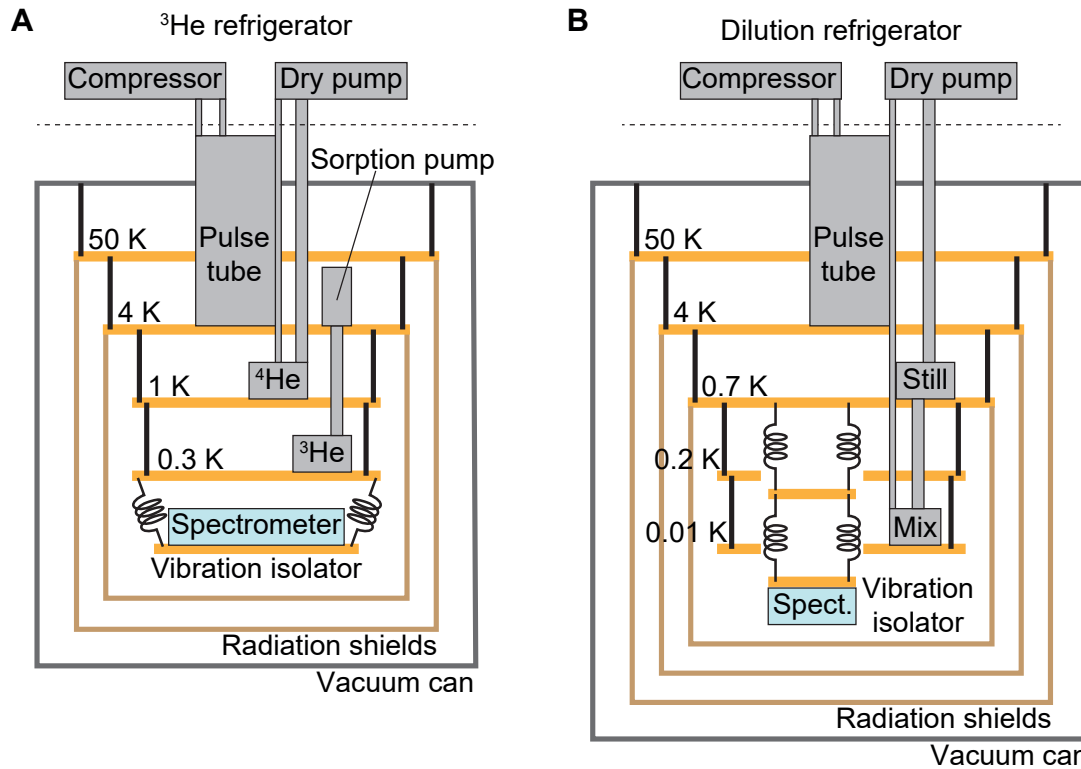 A
³He refrigerator
Compressor
Dry pump
Sorption pump
50 K
Pulse
tube
4 K
⁴He
1 K
³He
0.3 K
Spectrometer
Vibration isolator
Radiation shields
Vacuum can
B
Dilution refrigerator
Compressor
Dry pump
50 K
Pulse
tube
4 K
Still
0.7 K
0.2 K
Mix
0.01 K
Spect.
Vibration
isolator
Radiation shields
Vacuum can